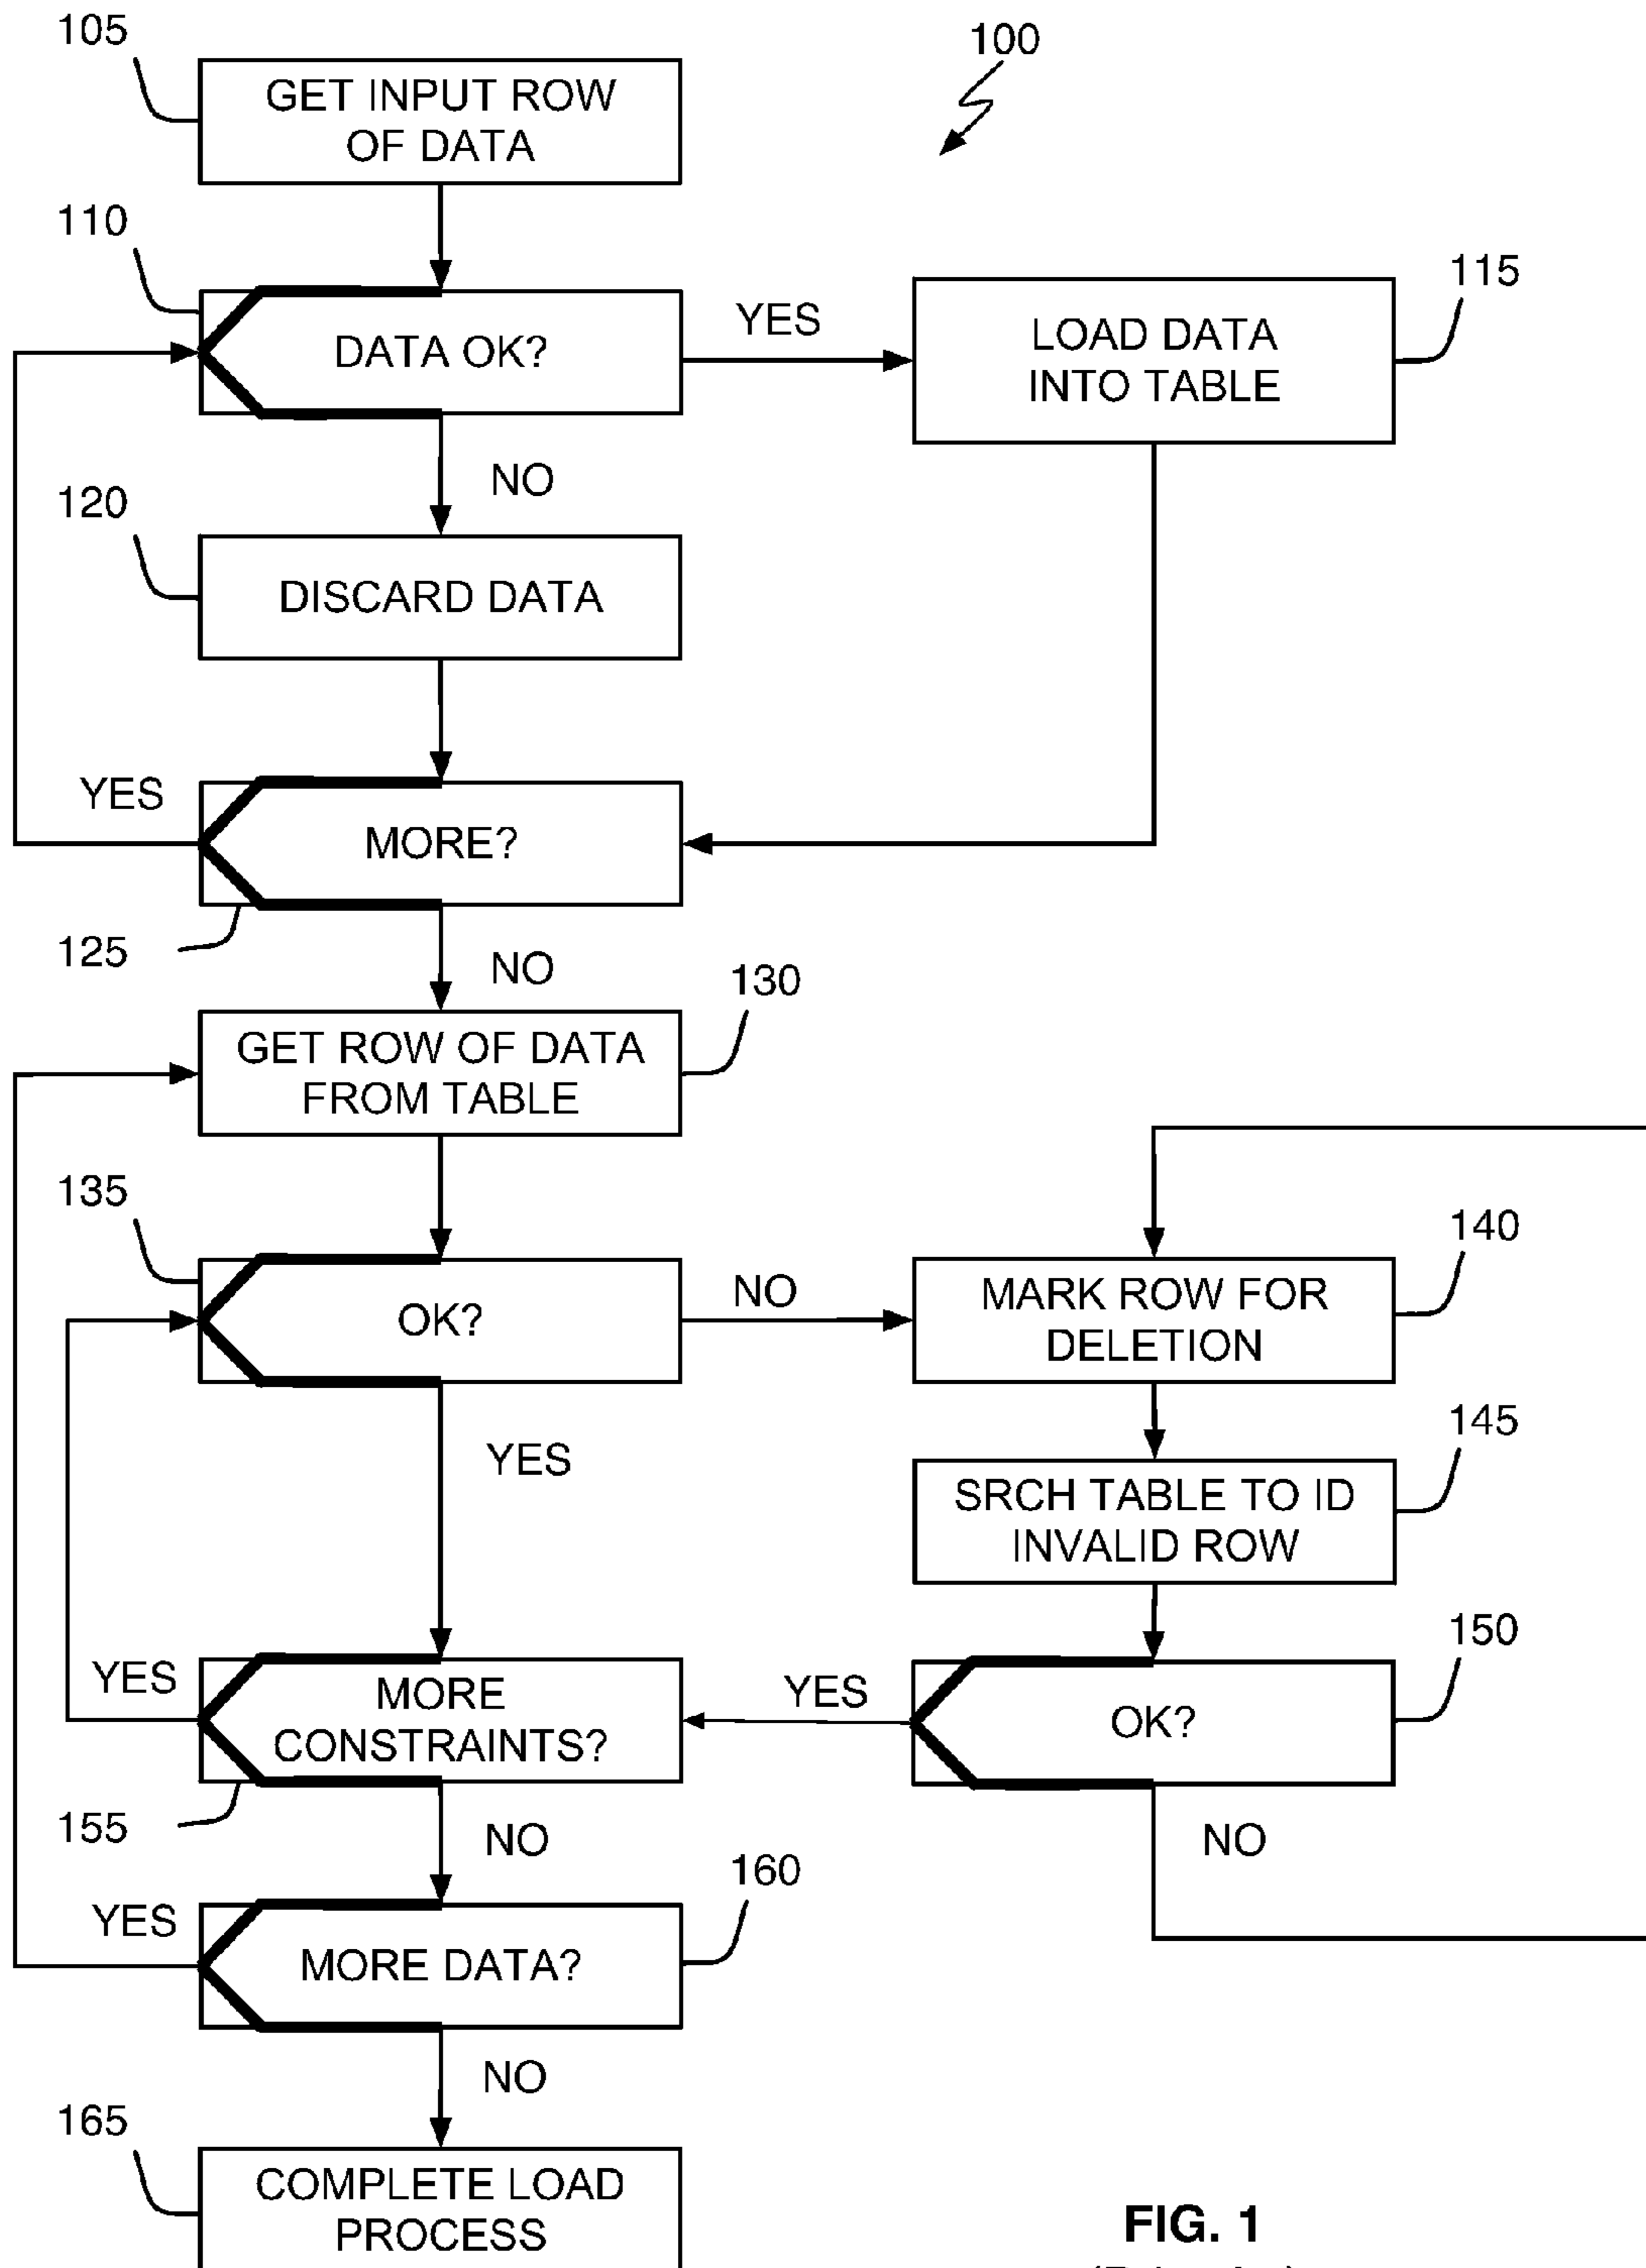 105
100
GET INPUT ROW
OF DATA
110
115
DATA OK?
YES
LOAD DATA
INTO TABLE
NO
120
DISCARD DATA
YES
MORE?
125
NO
130
GET ROW OF DATA
FROM TABLE
135
140
OK?
NO
MARK ROW FOR
DELETION
YES
145
SRCH TABLE TO ID
INVALID ROW
150
YES
MORE
CONSTRAINTS?
YES
OK?
155
NO
NO
160
YES
MORE DATA?
NO
165
COMPLETE LOAD
PROCESS
FIG. 1